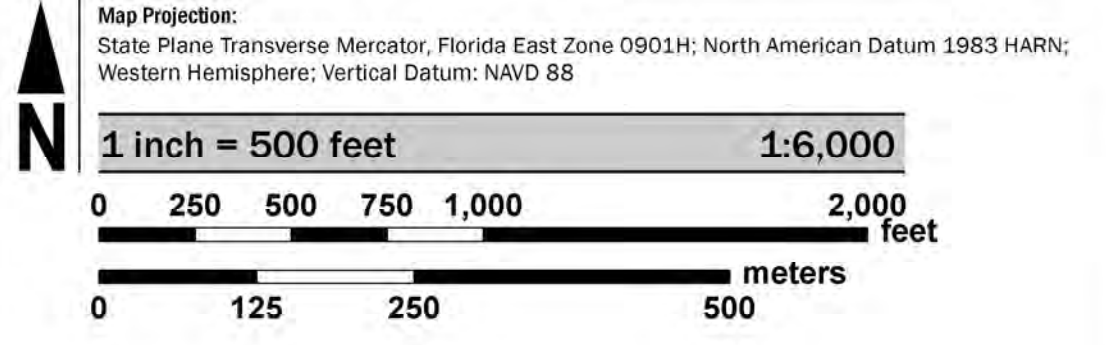 Map Projection:
State Plane Transverse Mercator, Florida East Zone 0901H; North American Datum 1983 HARN;
Western Hemisphere; Vertical Datum: NAVD 88
N
1 inch = 500 feet 1:6,000
0 250 500 750 1,000 2,000
feet
meters
0 125 250 500